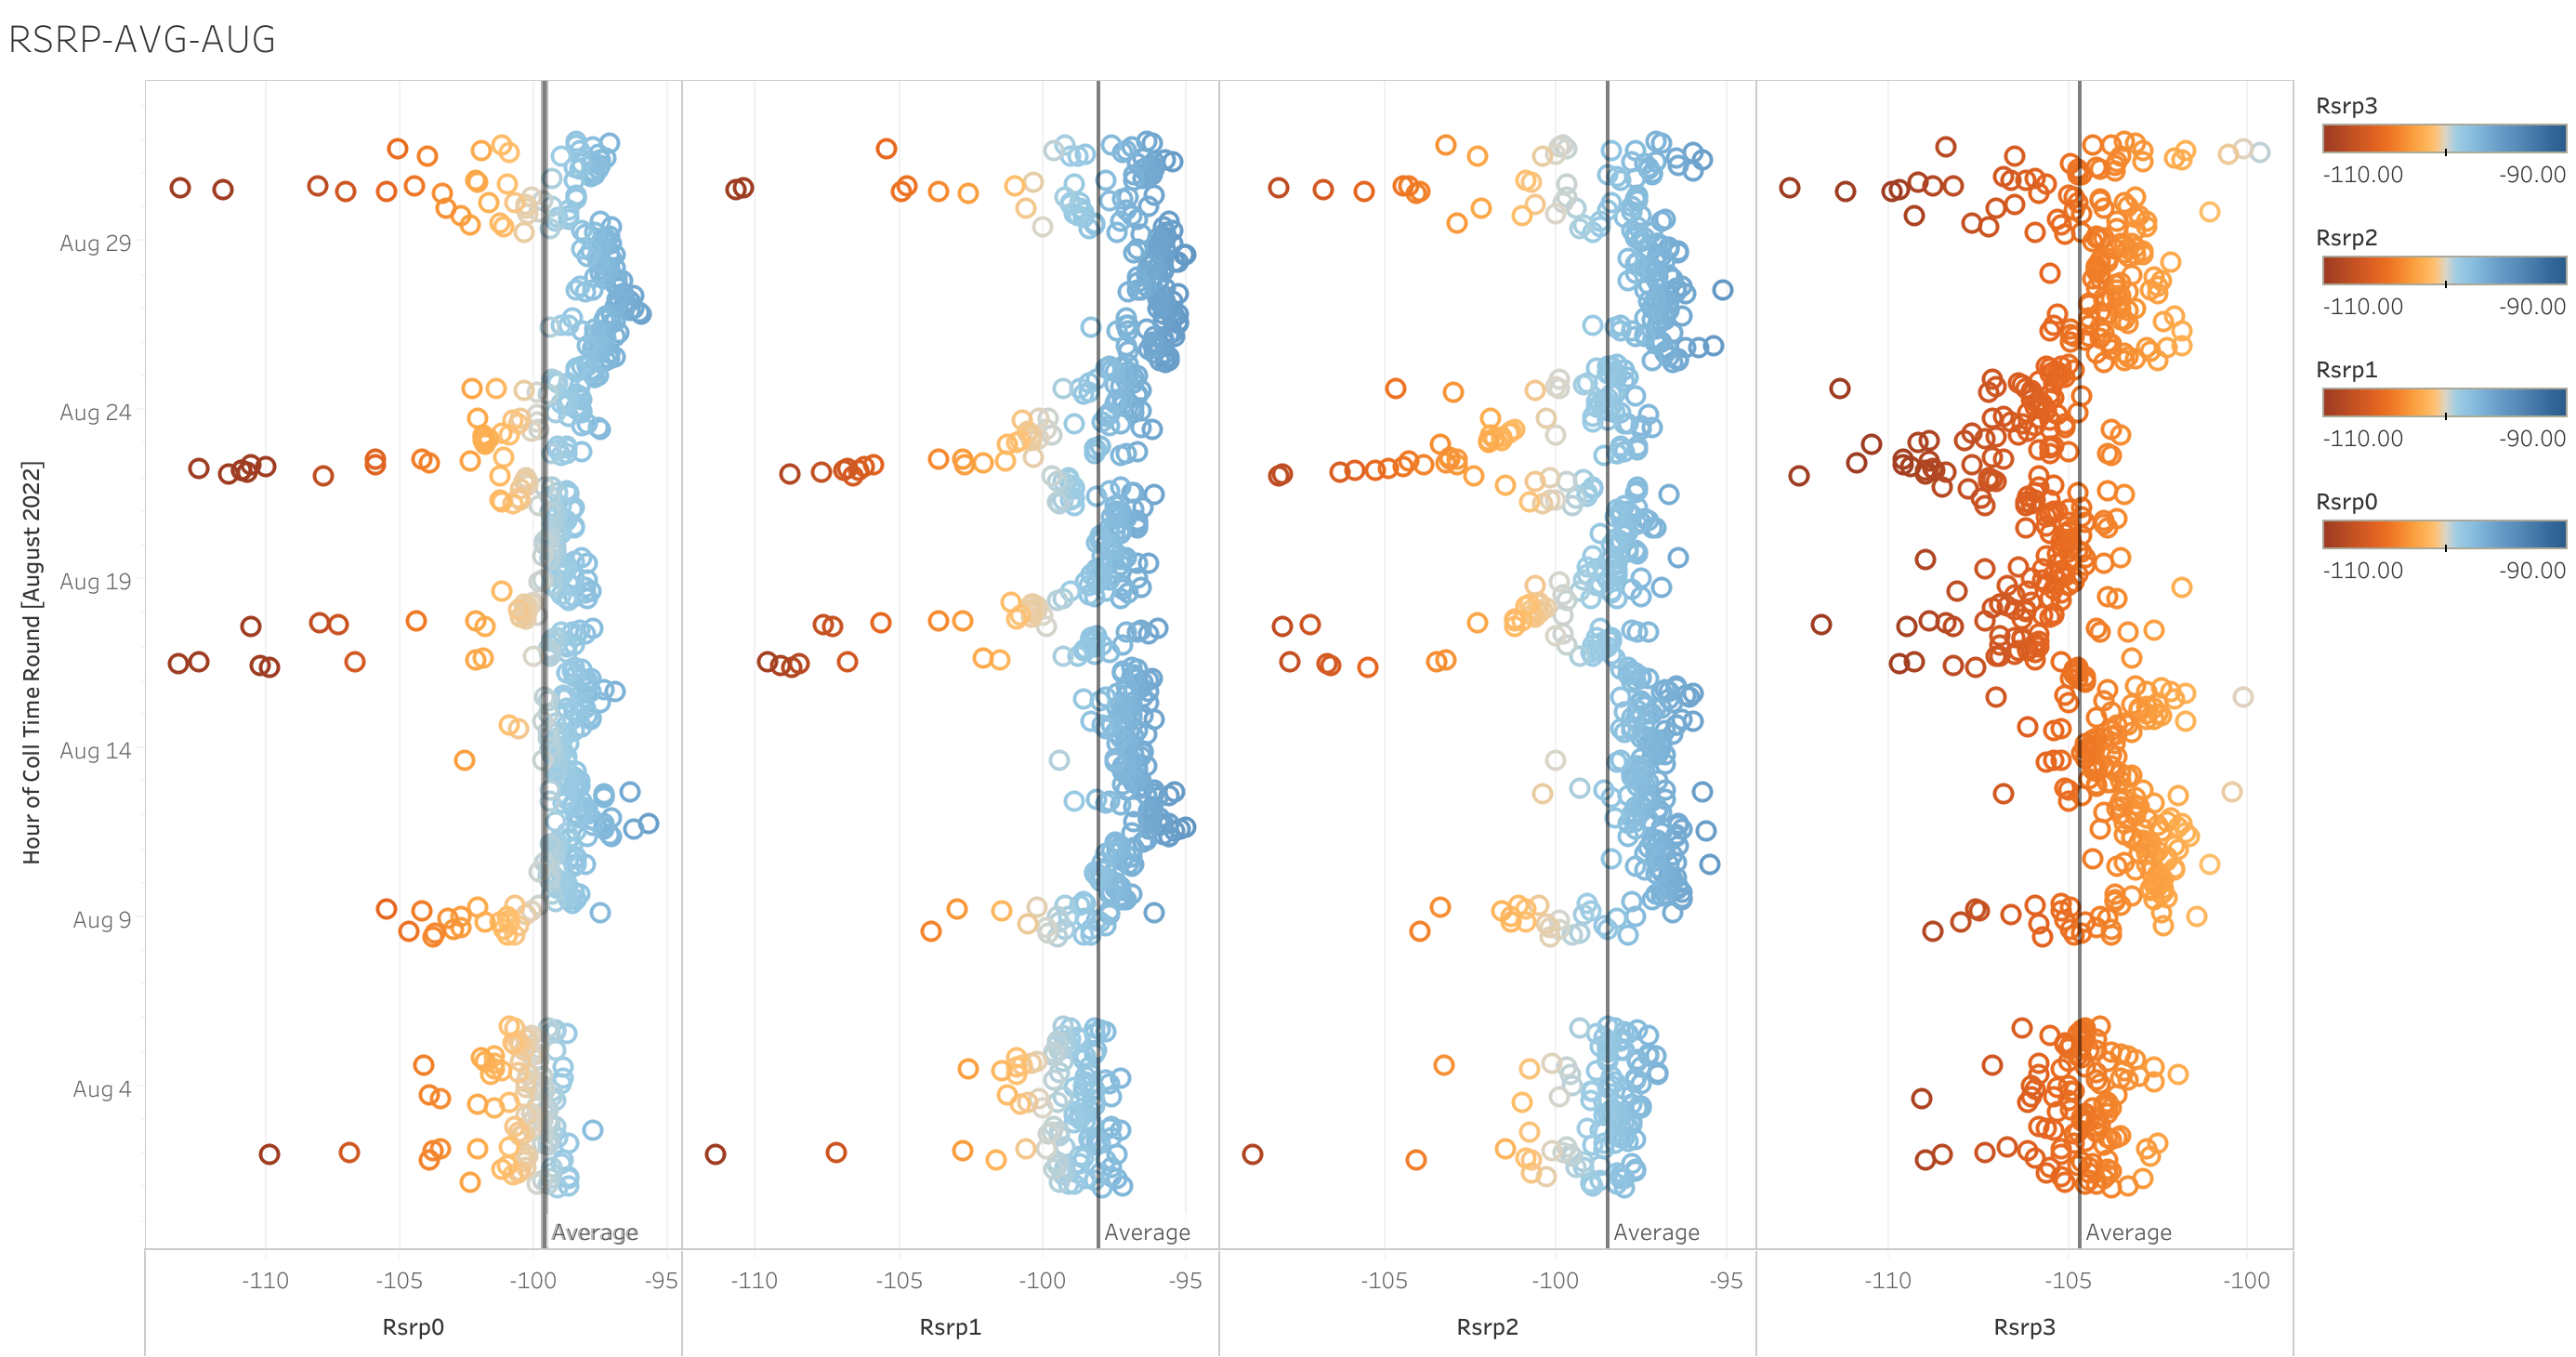 RSRP-AVG-AUG
Hour of Coll Time Round [August 2022]
Aug 29
Aug 24
Aug 19
Aug 14
Aug 9
Aug 4
Average
Average
Average
Average
-110
-105
-100
-95
-110
-105
-100
-95
-105
-100
-95
-110
-105
-100
Rsrp0
Rsrp1
Rsrp2
Rsrp3
Rsrp3
-110.00 -90.00
Rsrp2
-110.00 -90.00
Rsrp1
-110.00 -90.00
Rsrp0
-110.00 -90.00